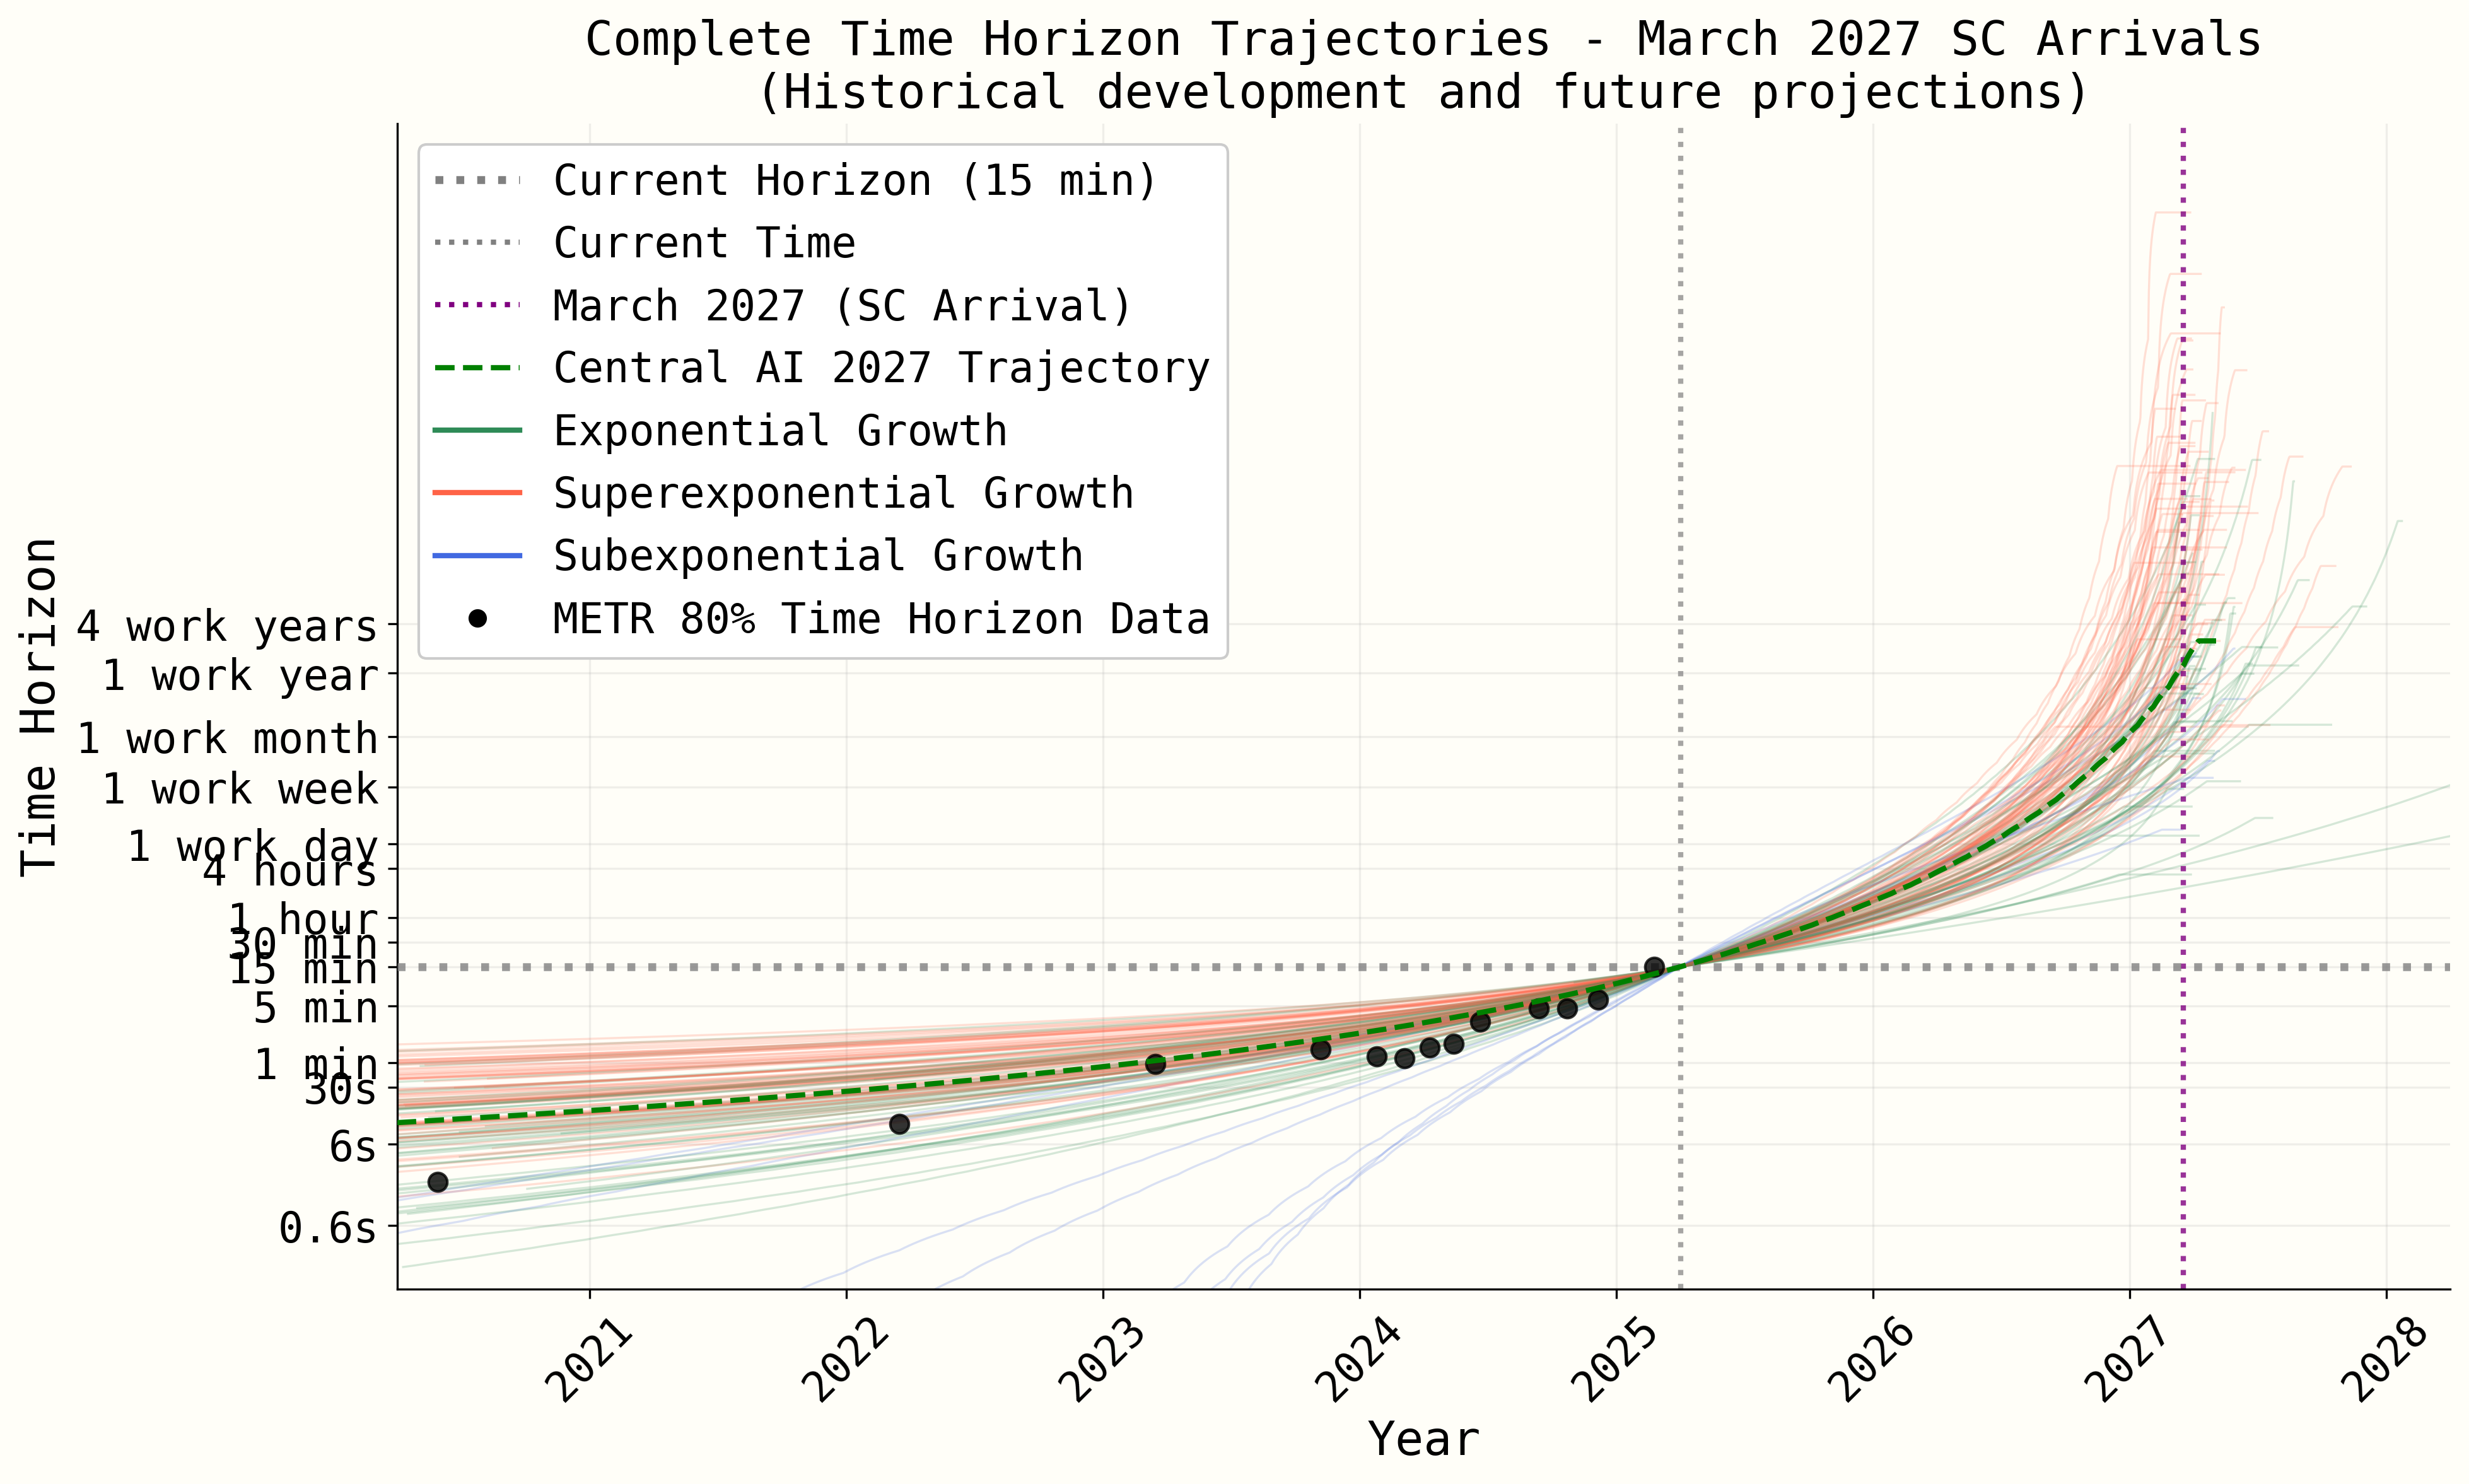 Complete Time Horizon Trajectories - March 2027 SC Arrivals
(Historical development and future projections)
Current Horizon (15 min)
Current Time
March 2027 (SC Arrival)
Central AI 2027 Trajectory
Exponential Growth
Superexponential Growth
Subexponential Growth
METR 80% Time Horizon Data
Time Horizon
4 work years
1 work year
1 work month
1 work week
1 work day
4 hours
1 hour
30 min
15 min
5 min
1 min
30s
6s
0.6s
2021
2022
2023
2024
2025
2026
2027
2028
Year